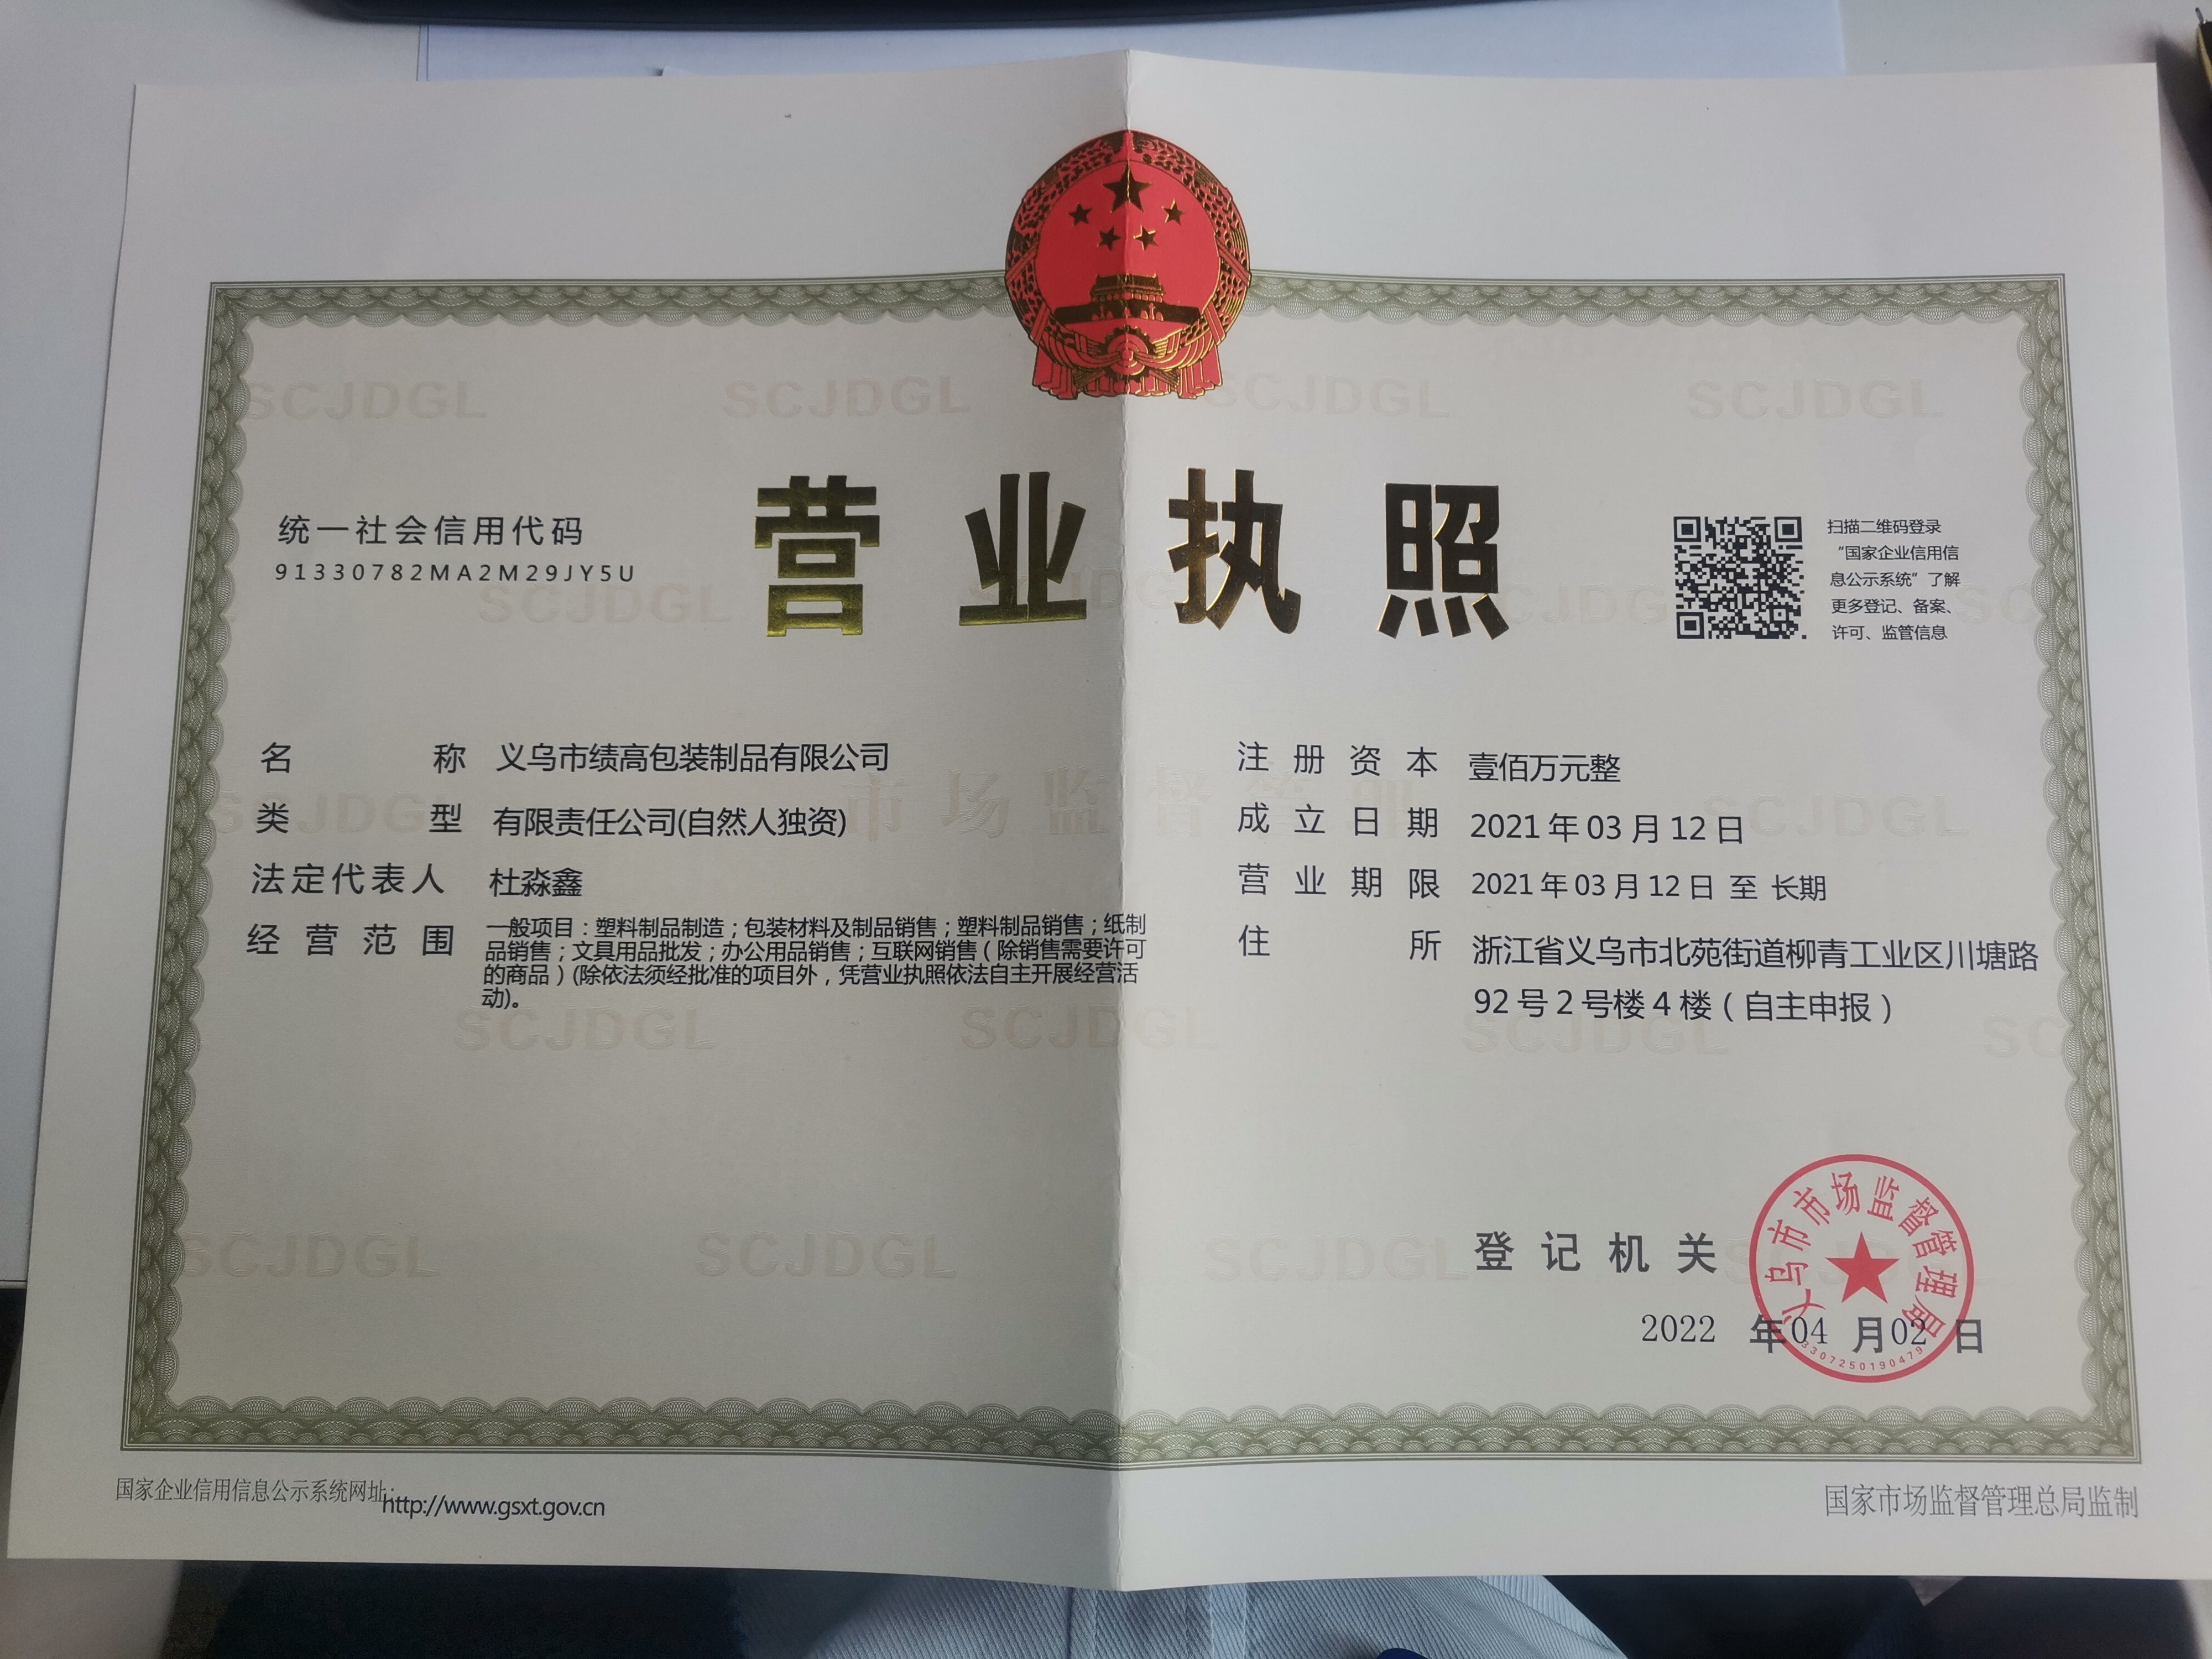 营业执照
统一社会信用代码
91330782MA2M29JY5U
扫描二维码登录
“国家企业信用信
息公示系统”了解
更多登记、备案、
许可、监管信息
名称 义乌市绩高包装制品有限公司
类型 有限责任公司(自然人独资)
法定代表人 杜淼鑫
经营范围 一般项目：塑料制品制造；包装材料及制品销售；塑料制品销售；纸制
品销售；文具用品批发；办公用品销售；互联网销售（除销售需要许可
的商品）(除依法须经批准的项目外，凭营业执照依法自主开展经营活
动)。
注册资本 壹佰万元整
成立日期 2021年03月12日
营业期限 2021年03月12日 至 长期
住所 浙江省义乌市北苑街道柳青工业区川塘路
92号2号楼4楼（自主申报）
登记机关
义乌市市场监督管理局
2022 年04 月02 日
3307250190479
国家企业信用信息公示系统网址：http://www.gsxt.gov.cn
国家市场监督管理总局监制
SCJDGL SCJDGL SCJDGL SCJDGL